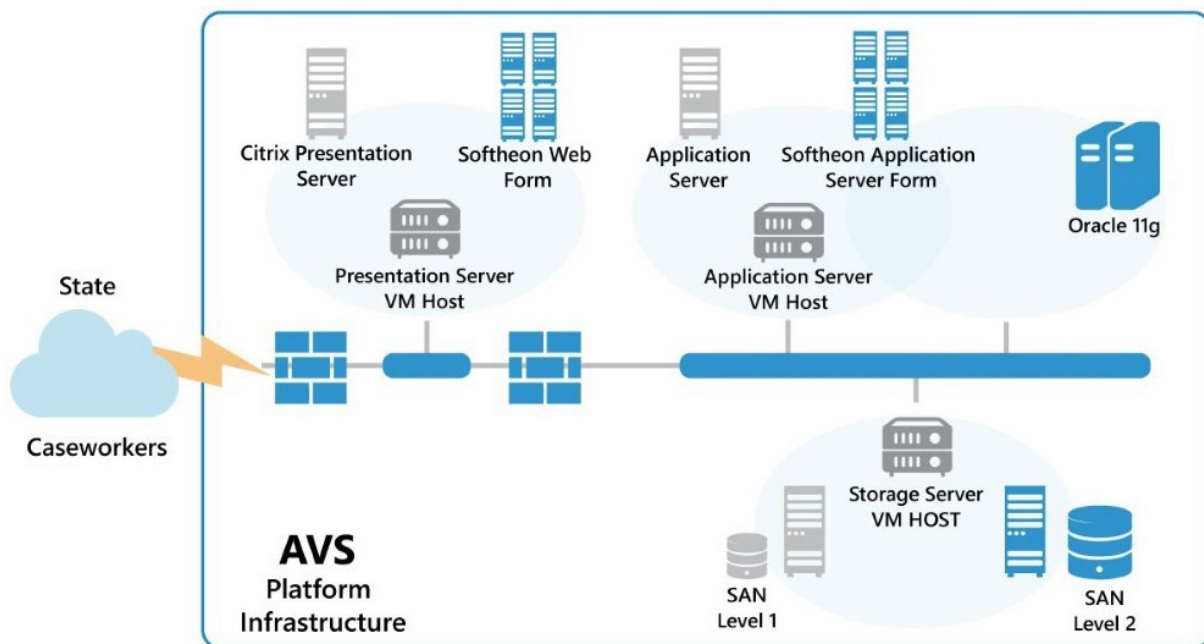 Citrix Presentation
Server
Softheon Web
Form
Application
Server
Softheon Application
Server Form
Oracle 11g
Presentation Server
VM Host
Application Server
VM Host
State
Caseworkers
Storage Server
VM HOST
AVS
Platform
Infrastructure
SAN
Level 1
SAN
Level 2